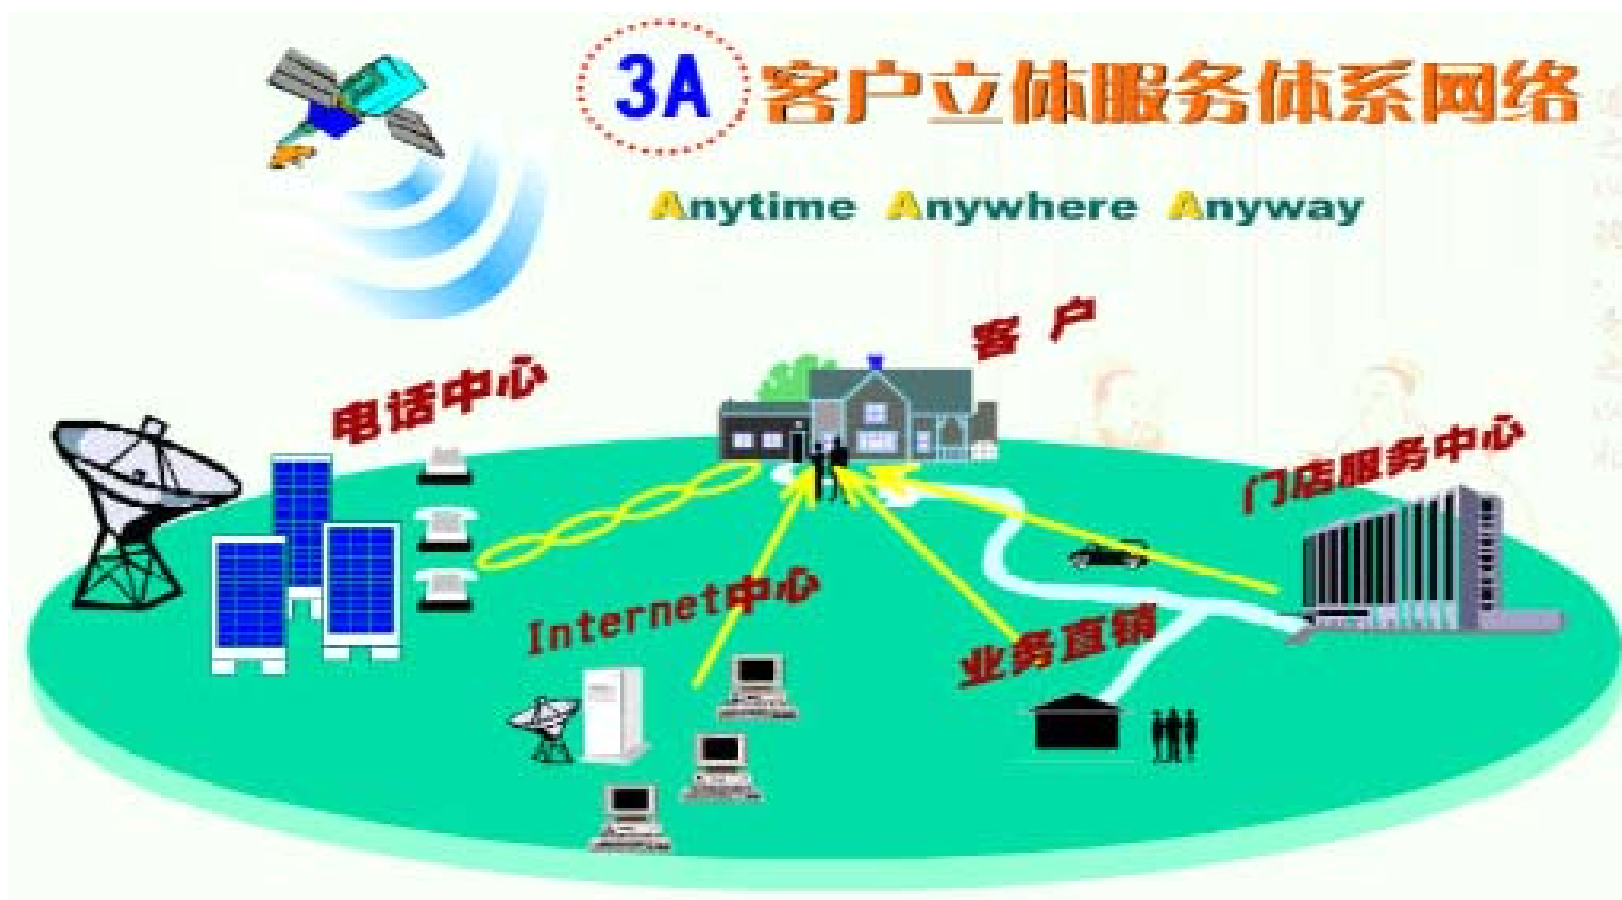 3A 客户立体服务体系网络
Anytime Anywhere Anyway
客 户
电话中心
门店服务中心
Internet中心
业务直销